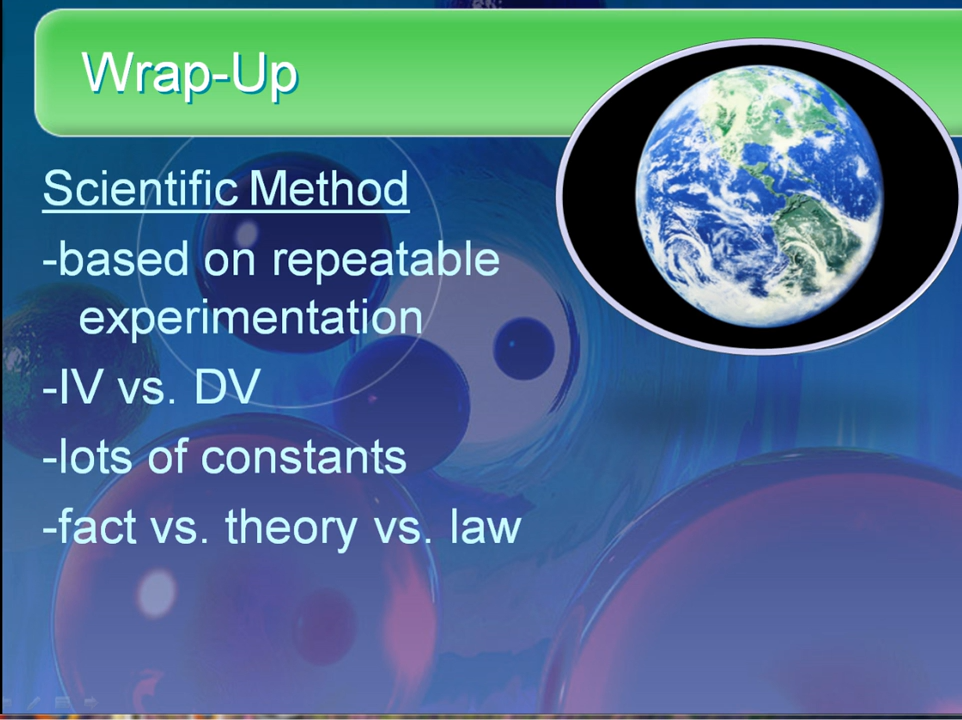 Wrap-Up
Scientific Method
-based on repeatable
experimentation
-IV vs. DV
-lots of constants
-fact vs. theory vs. law